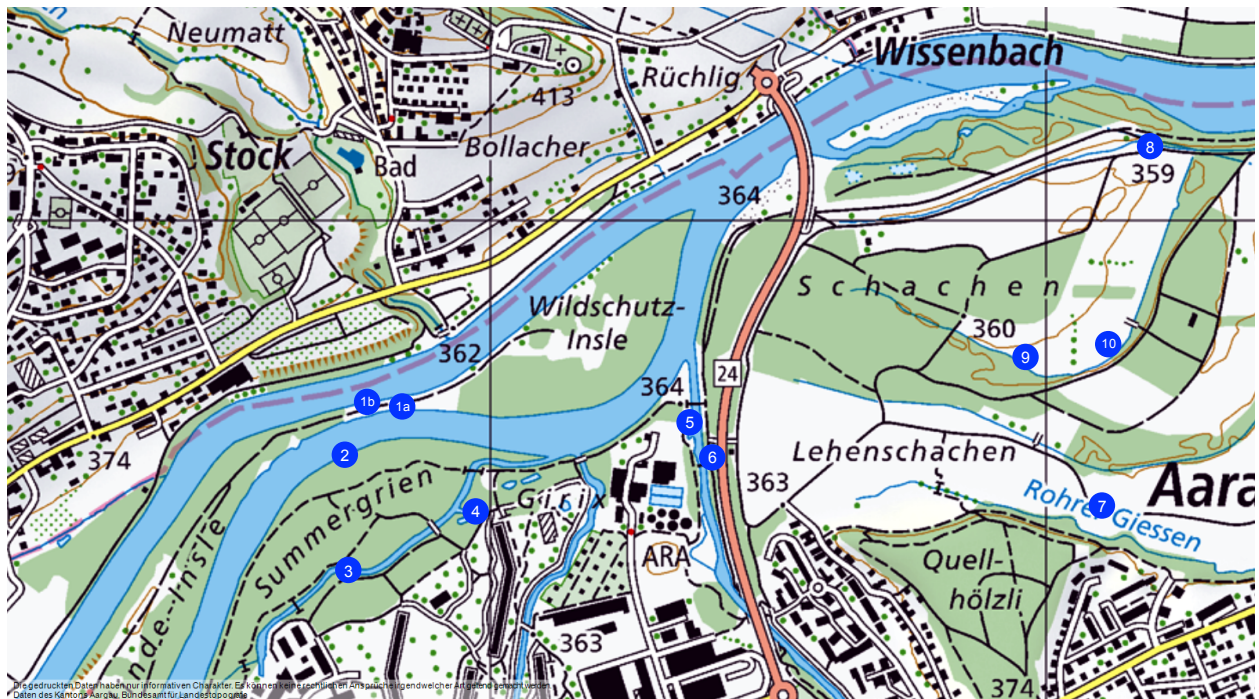 Neumatt
Wissenbach
Rüchlig
413
Bollacher
Stock
Bad
8
359
364
Schachen
Wildschutz-
Insle
360
10
9
362
24
364
1b
1a
5
2
6
374
Lehenschachen
Summergrien
363
Aara
Girix
4
7
Rohrer Giessen
ARA
Quell-
hölzli
3
nde-Insle
363
374
Die gedruckten Daten haben nur informativen Charakter. Es können keine rechtlichen Ansprüche irgendwelcher Art geltend gemacht werden.
Daten des Kantons Aargau, Bundesamt für Landestopografie